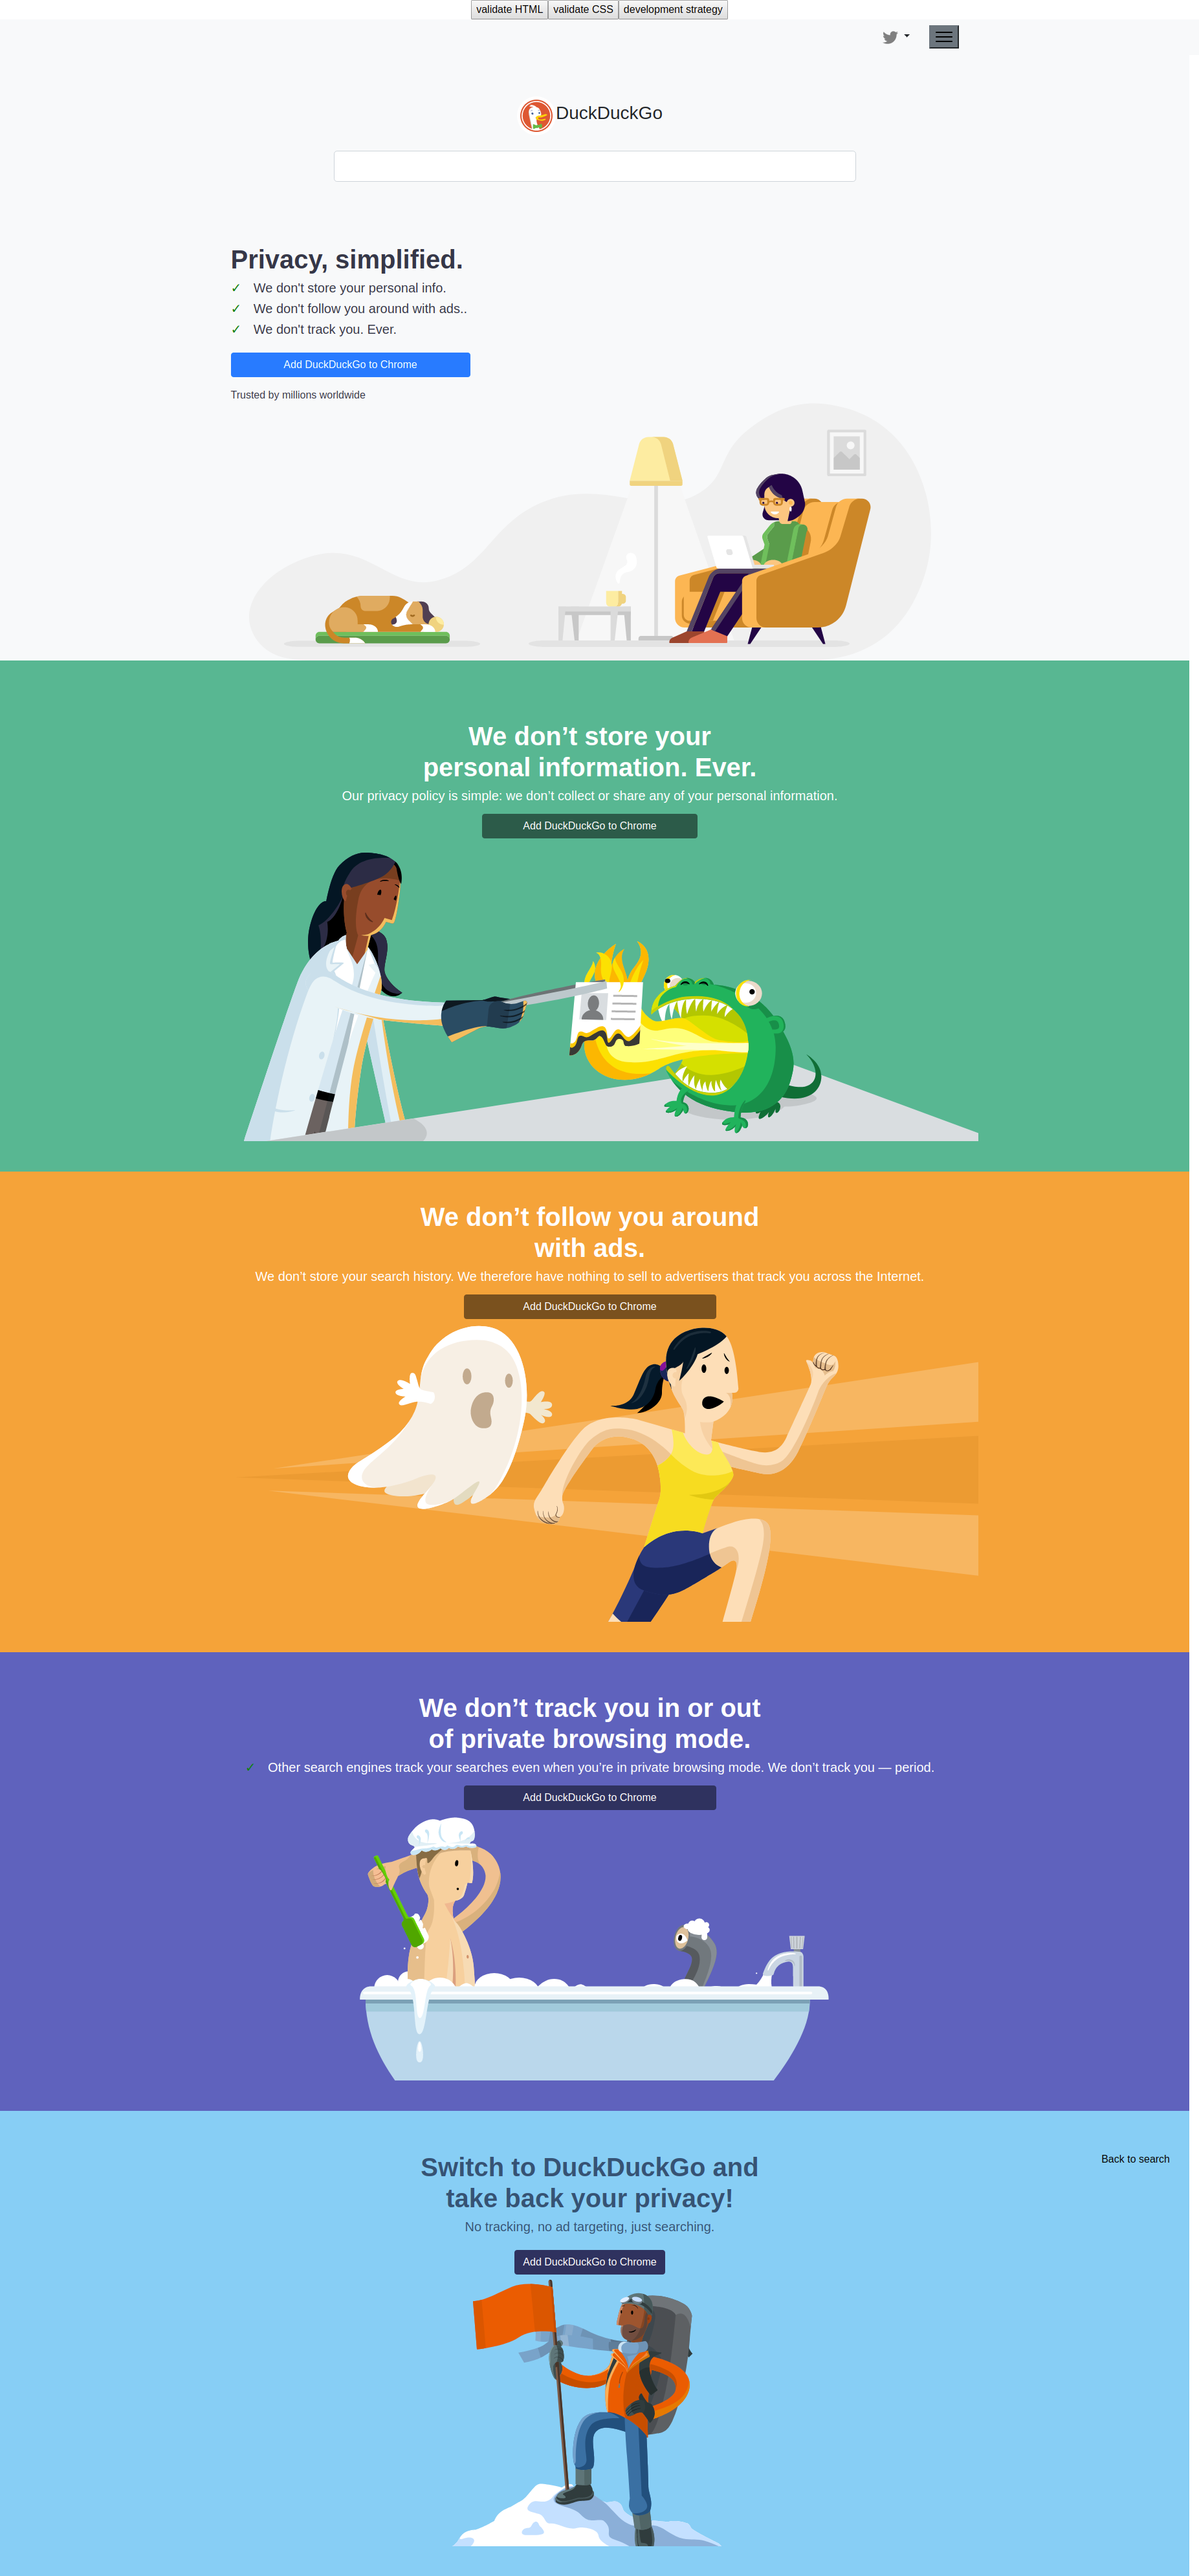 validate HTML validate CSS development strategy
DuckDuckGo
Privacy, simplified.
✓ We don't store your personal info.
✓ We don't follow you around with ads..
✓ We don't track you. Ever.
Add DuckDuckGo to Chrome
Trusted by millions worldwide
We don’t store your
personal information. Ever.
Our privacy policy is simple: we don’t collect or share any of your personal information.
Add DuckDuckGo to Chrome
We don’t follow you around
with ads.
We don’t store your search history. We therefore have nothing to sell to advertisers that track you across the Internet.
Add DuckDuckGo to Chrome
We don’t track you in or out
of private browsing mode.
✓ Other search engines track your searches even when you’re in private browsing mode. We don’t track you — period.
Add DuckDuckGo to Chrome
Back to search
Switch to DuckDuckGo and
take back your privacy!
No tracking, no ad targeting, just searching.
Add DuckDuckGo to Chrome